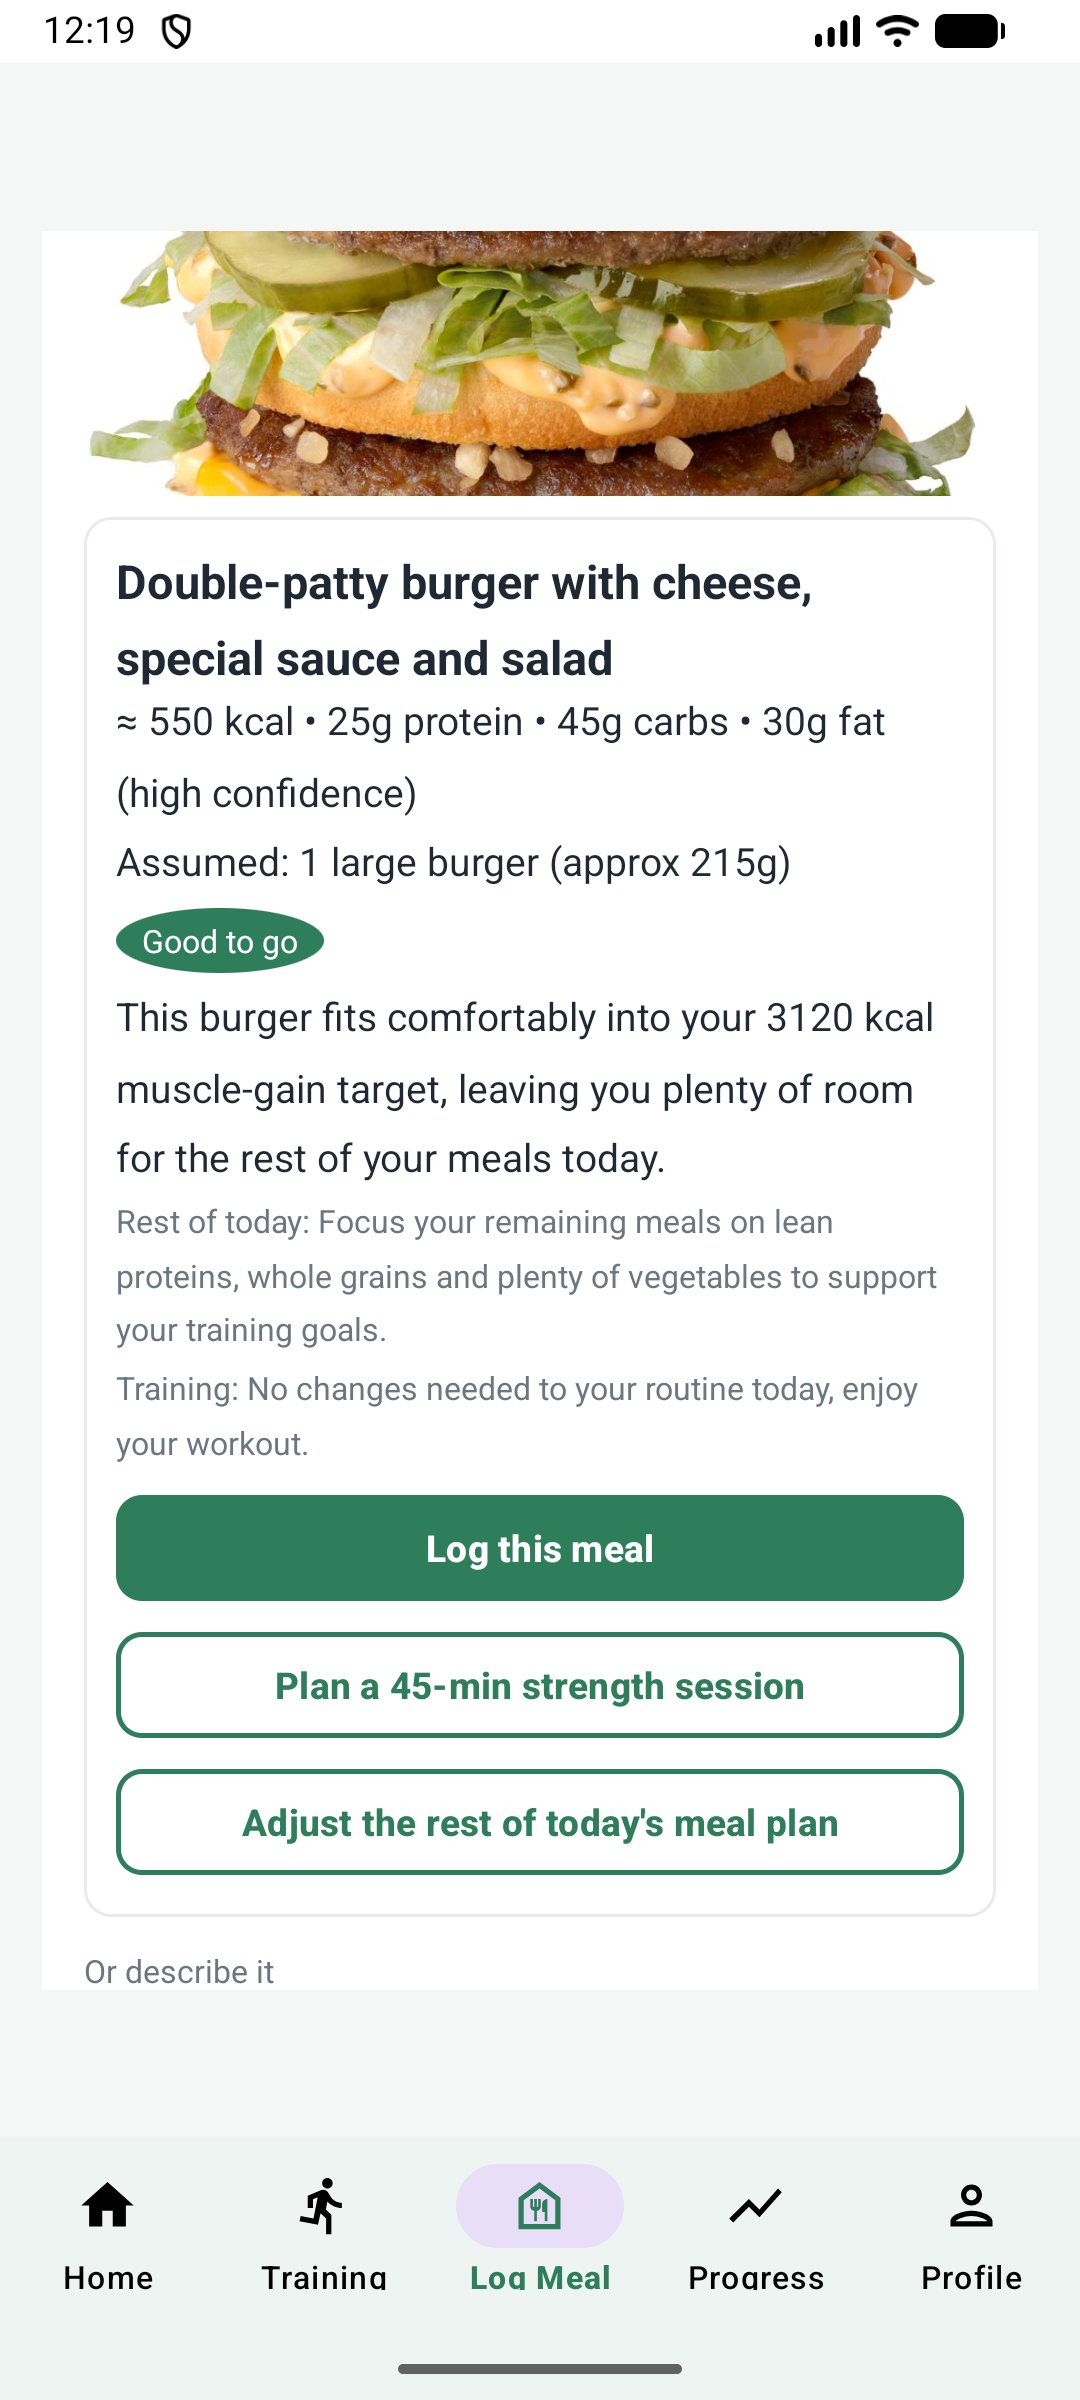 12:19
Double-patty burger with cheese,
special sauce and salad
≈ 550 kcal • 25g protein • 45g carbs • 30g fat
(high confidence)
Assumed: 1 large burger (approx 215g)
Good to go
This burger fits comfortably into your 3120 kcal
muscle-gain target, leaving you plenty of room
for the rest of your meals today.
Rest of today: Focus your remaining meals on lean
proteins, whole grains and plenty of vegetables to support
your training goals.
Training: No changes needed to your routine today, enjoy
your workout.
Log this meal
Plan a 45-min strength session
Adjust the rest of today's meal plan
Or describe it
Home Training Log Meal Progress Profile